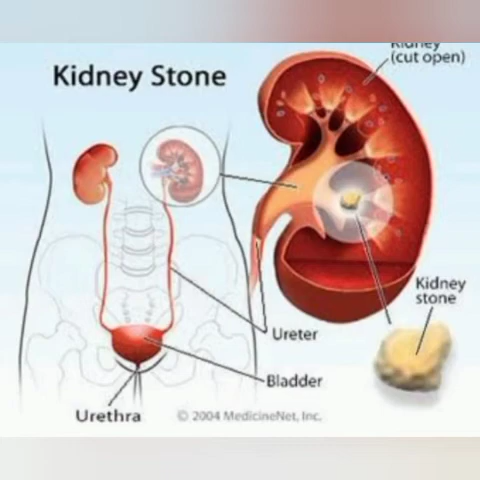 Kidney
(cut open)
Kidney Stone
Kidney
stone
Ureter
Bladder
Urethra
© 2004 MedicineNet, Inc.